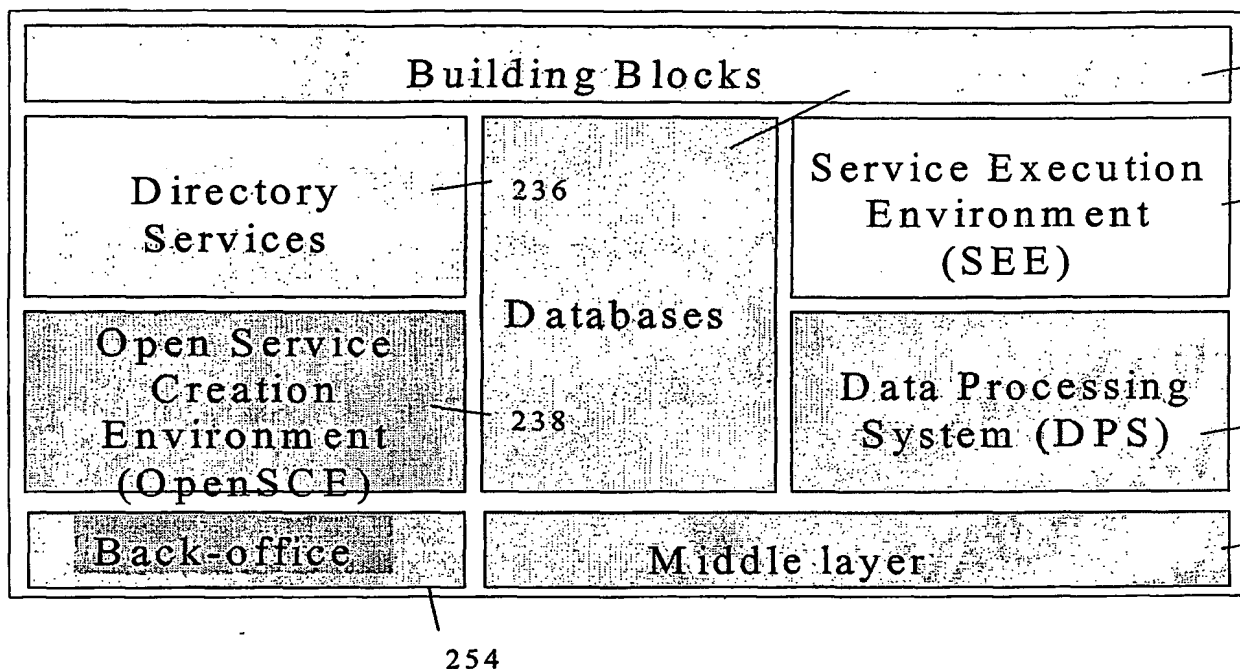 Building Blocks
Directory
Services
236
Databases
Service Execution
Environment
(SEE)
Open Service
Creation
Environment
(OpenSCE)
238
Data Processing
System (DPS)
Back-office
Middle layer
254